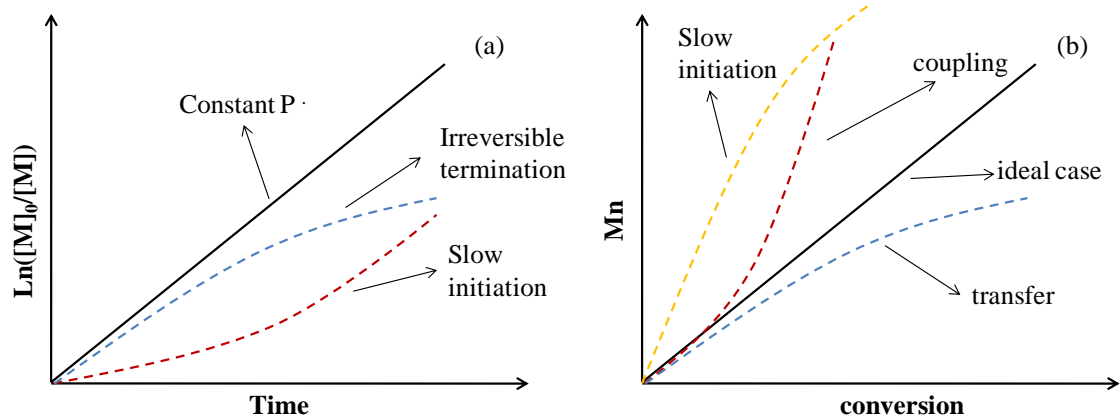 (a)
Constant P ·
Irreversible
termination
Slow
initiation
Ln([M]₀/[M])
Time
(b)
Slow
initiation
coupling
ideal case
transfer
Mn
conversion